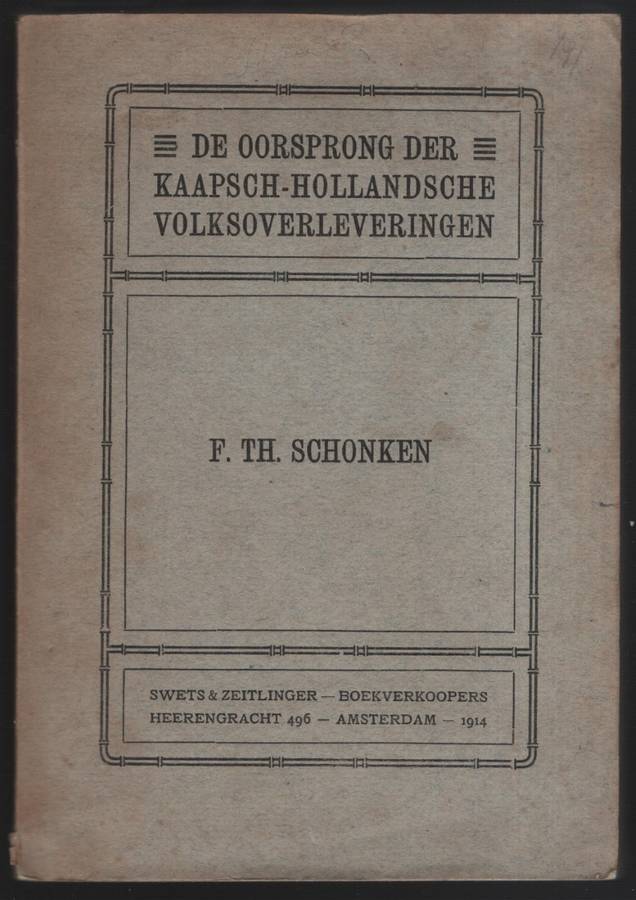 DE OORSPRONG DER
KAAPSCH-HOLLANDSCHE
VOLKSOVERLEVERINGEN
F. TH. SCHONKEN
SWETS & ZEITLINGER — BOEKVERKOOPERS
HEERENGRACHT 496 — AMSTERDAM — 1914